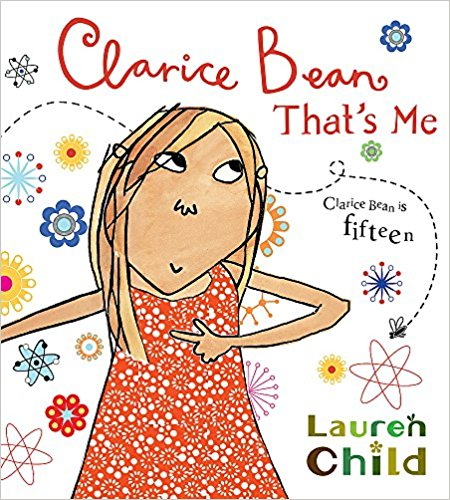 Clarice Bean
That's Me
Clarice Bean is
fifteen
Lauren
Child